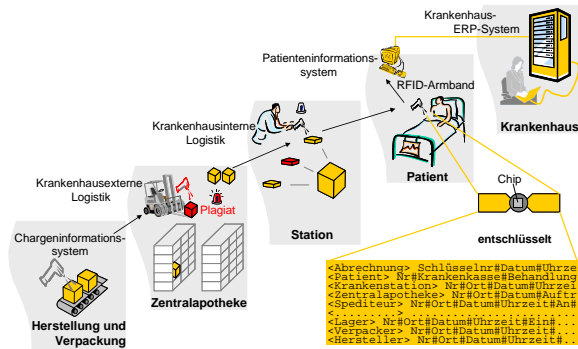 Krankenhaus-
ERP-System
Patienteninformations-
system
RFID-Armband
Krankenhaus
Krankenhausinterne
Logistik
Patient
Chip
Krankenhausexterne
Logistik
Plagiat
Station
entschlüsselt
Chargeninformations-
system
Zentralapotheke
Herstellung und
Verpackung
<Abrechnung> Schlüsselnr#Datum#Uhrze
<Patient> Nr#Krankenkasse#Behandlung
<Krankenstation> Nr#Ort#Datum#Uhrzei
<Zentralapotheke> Nr#Ort#Datum#Auftr
<Spediteur> Nr#Ort#Datum#Uhrzeit#An#
<........>
<Lager> Nr#Ort#Datum#Uhrzeit#Ein#...
<Verpacker> Nr#Ort#Datum#Uhrzeit#...
<Hersteller> Nr#Ort#Datum#Uhrzeit#...